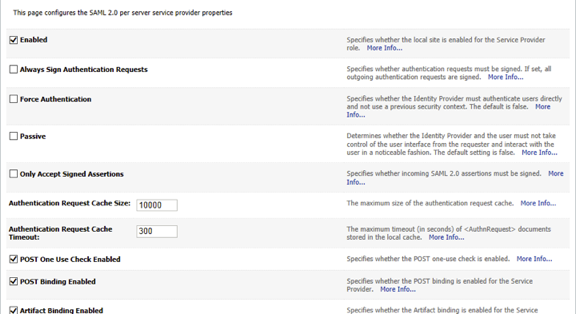 This page configures the SAML 2.0 per server service provider properties
Enabled
Specifies whether the local site is enabled for the Service Provider
role. More Info...
Always Sign Authentication Requests
Specifies whether authentication requests must be signed. If set, all
outgoing authentication requests are signed. More Info...
Force Authentication
Specifies whether the Identity Provider must authenticate users directly
and not use a previous security context. The default is false. More
Info...
Passive
Determines whether the Identity Provider and the user must not take
control of the user interface from the requester and interact with the
user in a noticeable fashion. The default setting is false. More Info...
Only Accept Signed Assertions
Specifies whether incoming SAML 2.0 assertions must be signed. More
Info...
Authentication Request Cache Size: 10000
The maximum size of the authentication request cache. More Info...
Authentication Request Cache
Timeout: 300
The maximum timeout (in seconds) of <AuthnRequest> documents
stored in the local cache. More Info...
POST One Use Check Enabled
Specifies whether the POST one-use check is enabled. More Info...
POST Binding Enabled
Specifies whether the POST binding is enabled for the Service
Provider. More Info...
Artifact Binding Enabled
Specifies whether the Artifact binding is enabled for the Service